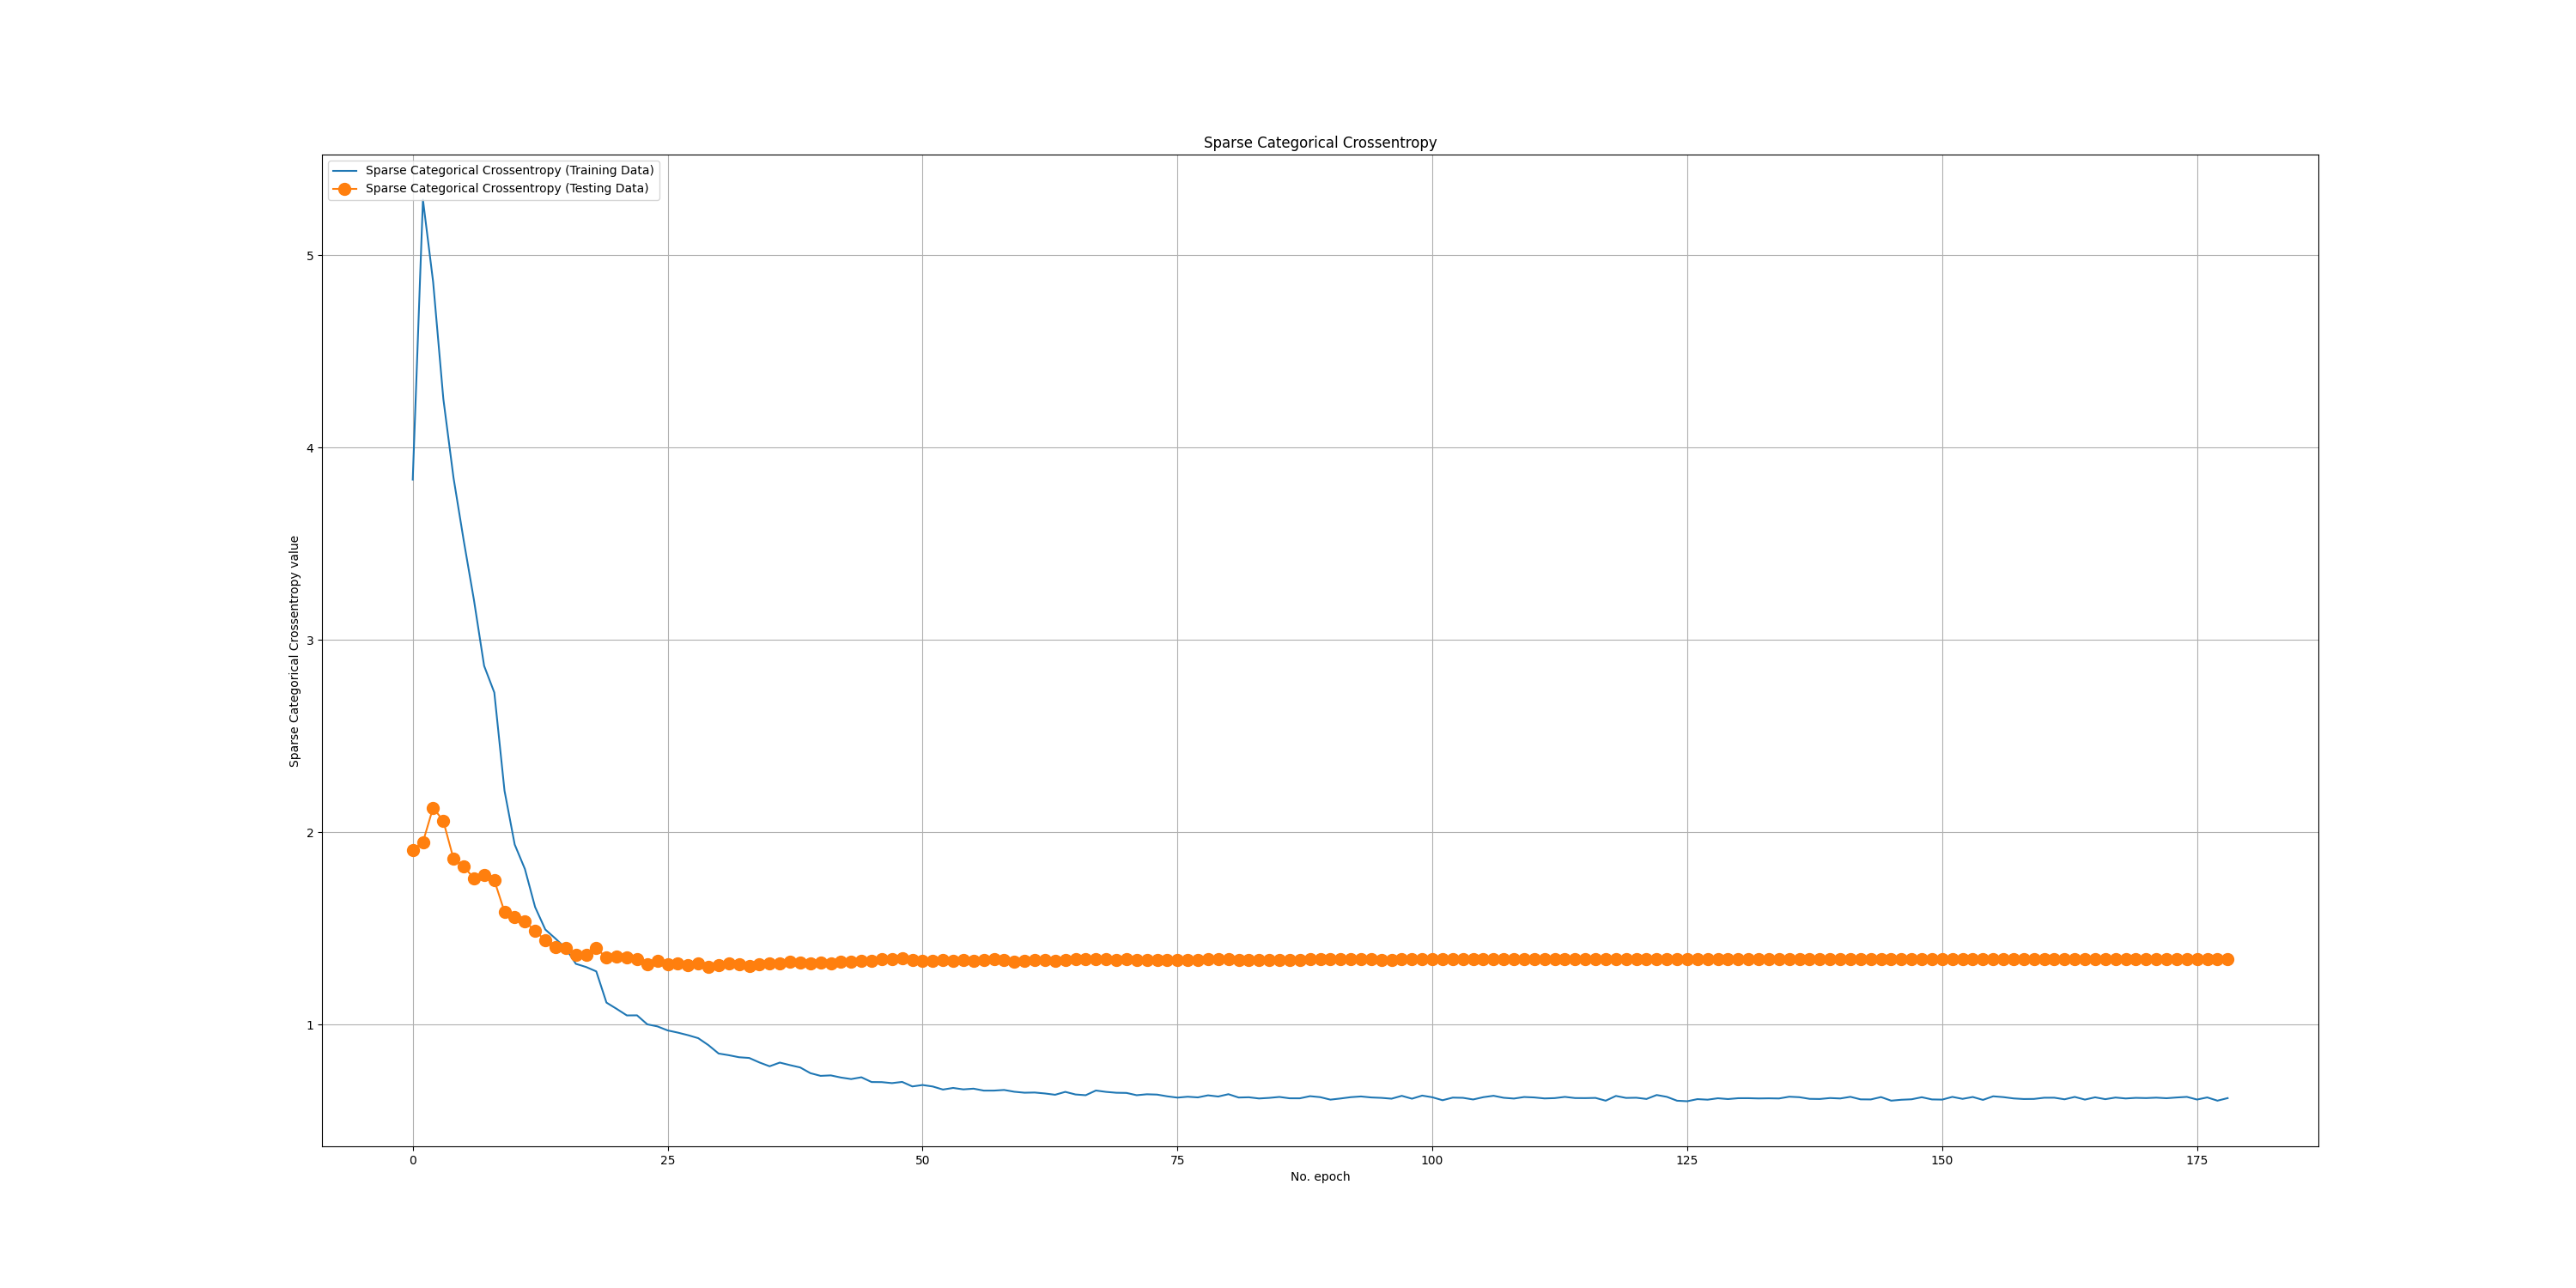 Sparse Categorical Crossentropy
Sparse Categorical Crossentropy (Training Data)
Sparse Categorical Crossentropy (Testing Data)
Sparse Categorical Crossentropy value
5
4
3
2
1
0 25 50 75 100 125 150 175
No. epoch